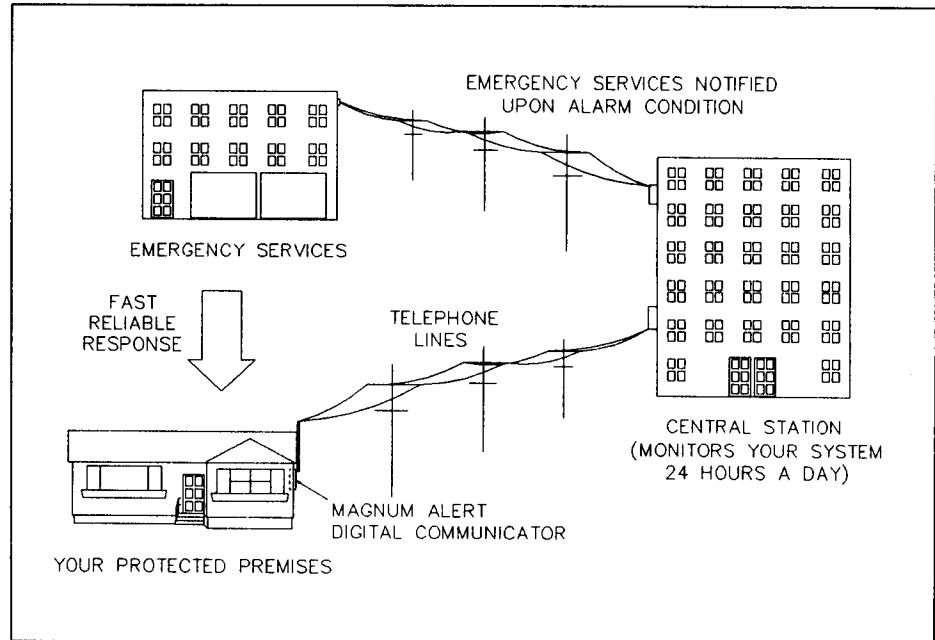 EMERGENCY SERVICES NOTIFIED
UPON ALARM CONDITION
EMERGENCY SERVICES
FAST
RELIABLE
RESPONSE
TELEPHONE
LINES
CENTRAL STATION
(MONITORS YOUR SYSTEM
24 HOURS A DAY)
MAGNUM ALERT
DIGITAL COMMUNICATOR
YOUR PROTECTED PREMISES